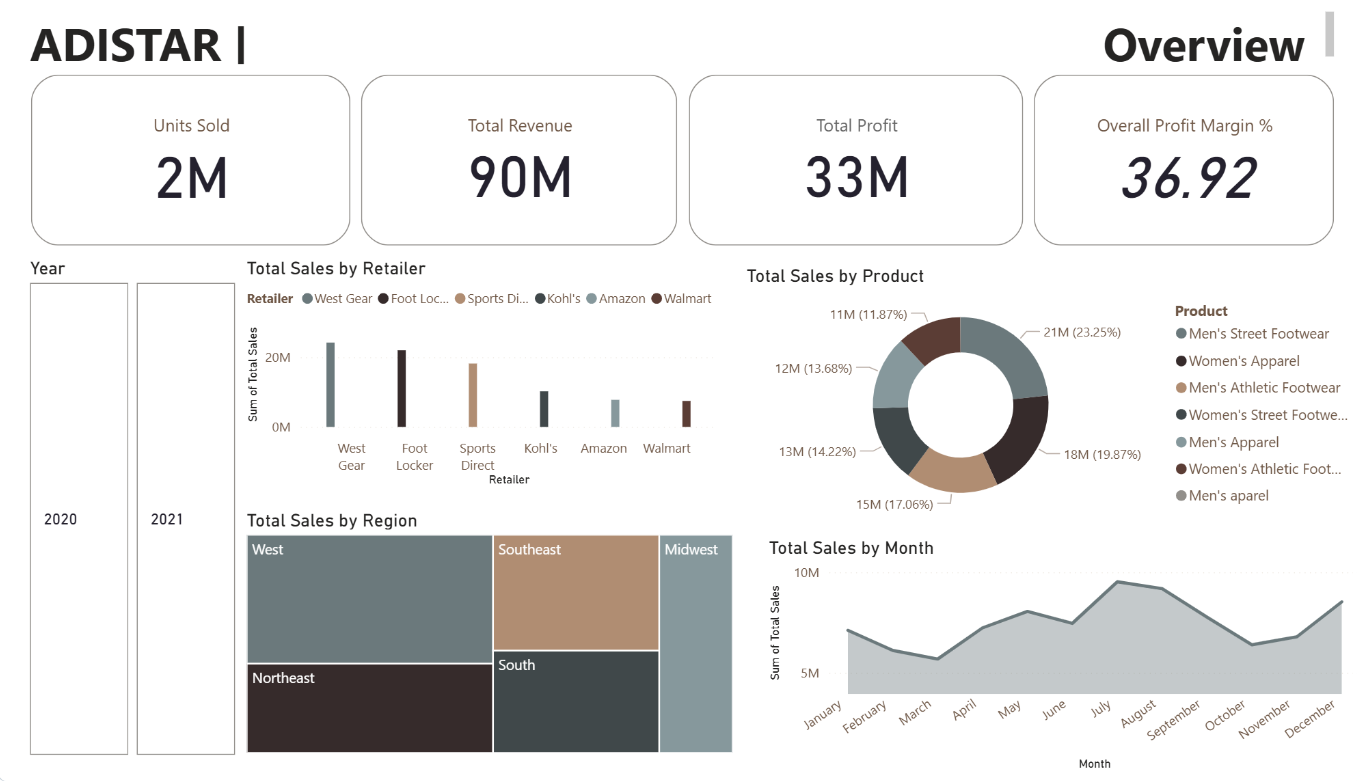 ADISTAR |
Overview
Units Sold
2M
Total Revenue
90M
Total Profit
33M
Overall Profit Margin %
36.92
Year
2020
2021
Total Sales by Retailer
Retailer West Gear Foot Loc... Sports Di... Kohl's Amazon Walmart
Sum of Total Sales
20M
0M
West Gear
Foot Locker
Sports Direct
Kohl's
Amazon
Walmart
Retailer
Total Sales by Product
11M (11.87%)
21M (23.25%)
12M (13.68%)
13M (14.22%)
18M (19.87%)
15M (17.06%)
Product
Men's Street Footwear
Women's Apparel
Men's Athletic Footwear
Women's Street Footwe...
Men's Apparel
Women's Athletic Foot...
Men's aparel
Total Sales by Region
West
Northeast
Southeast
South
Midwest
Total Sales by Month
Sum of Total Sales
10M
5M
January
February
March
April
May
June
July
August
September
October
November
December
Month